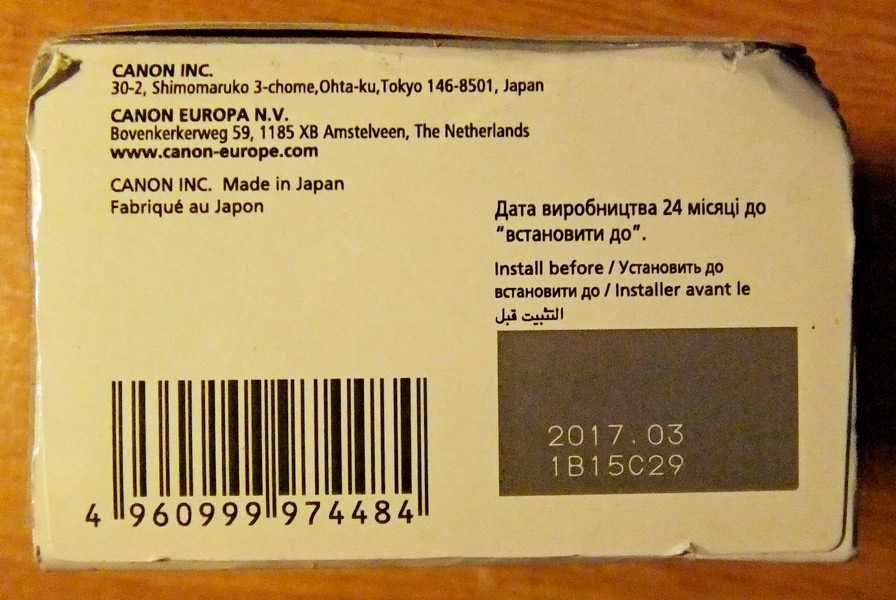 CANON INC.
30-2, Shimomaruko 3-chome,Ohta-ku,Tokyo 146-8501, Japan
CANON EUROPA N.V.
Bovenkerkerweg 59, 1185 XB Amstelveen, The Netherlands
www.canon-europe.com
CANON INC. Made in Japan
Fabriqué au Japon
Дата виробництва 24 місяці до
“встановити до”.
Install before / Установить до
встановити до / Installer avant le
التثبيت قبل
2017.03
1B15C29
4 960999 974484